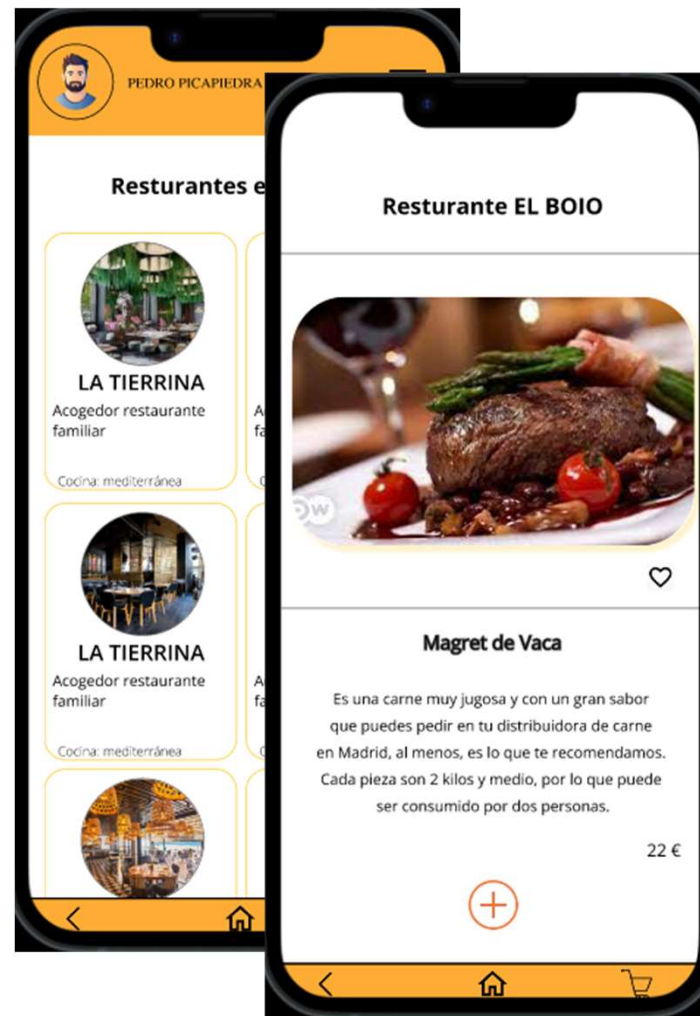 PEDRO PICAPIEDRA
Resturantes e
LA TIERRINA
Acogedor restaurante
familiar
Cocina: mediterránea
LA TIERRINA
Acogedor restaurante
familiar
Cocina: mediterránea
Resturante EL BOIO
DW
Magret de Vaca
Es una carne muy jugosa y con un gran sabor
que puedes pedir en tu distribuidora de carne
en Madrid, al menos, es lo que te recomendamos.
Cada pieza son 2 kilos y medio, por lo que puede
ser consumido por dos personas.
22 €